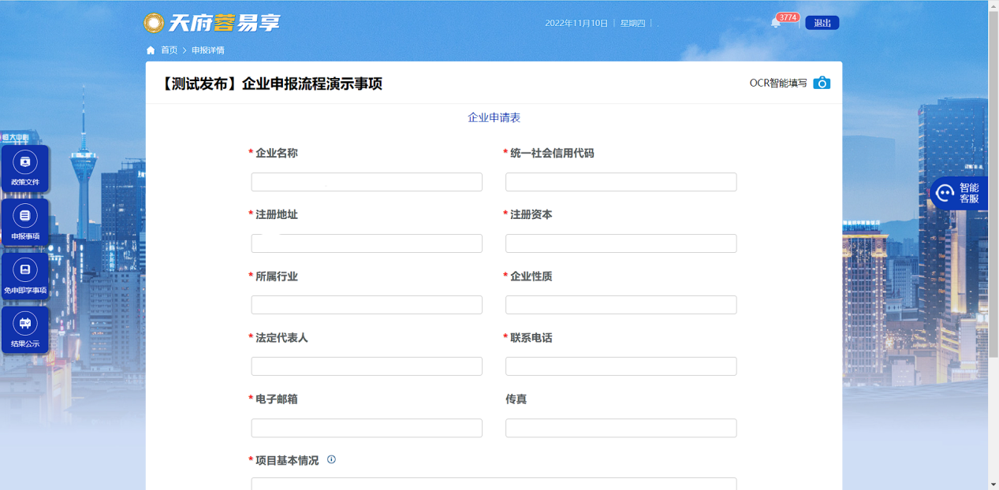 天府蓉易享
2022年11月10日 | 星期四 |
3774
退出
首页 > 申报详情
【测试发布】企业申报流程演示事项
OCR智能填写
企业申请表
* 企业名称
* 统一社会信用代码
* 注册地址
* 注册资本
* 所属行业
* 企业性质
* 法定代表人
* 联系电话
* 电子邮箱
传真
* 项目基本情况
政策文件
申报事项
免申即享事项
结果公示
智能
客服